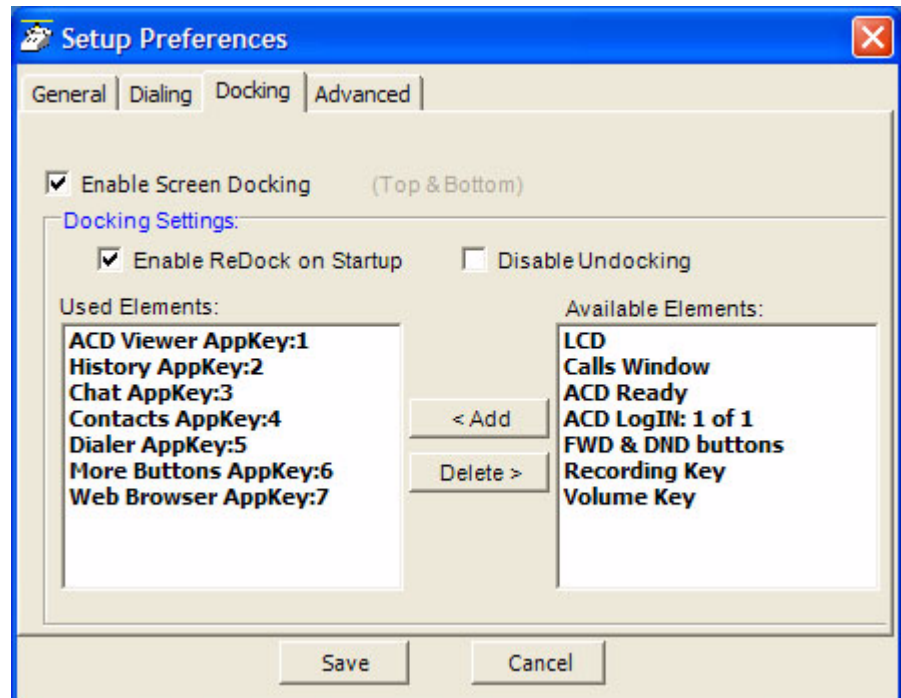 Setup Preferences
General Dialing Docking Advanced
Enable Screen Docking (Top & Bottom)
Docking Settings:
Enable ReDock on Startup Disable Undocking
Used Elements:
ACD Viewer AppKey:1
History AppKey:2
Chat AppKey:3
Contacts AppKey:4
Dialer AppKey:5
More Buttons AppKey:6
Web Browser AppKey:7
< Add
Delete >
Available Elements:
LCD
Calls Window
ACD Ready
ACD LogIN: 1 of 1
FWD & DND buttons
Recording Key
Volume Key
Save Cancel